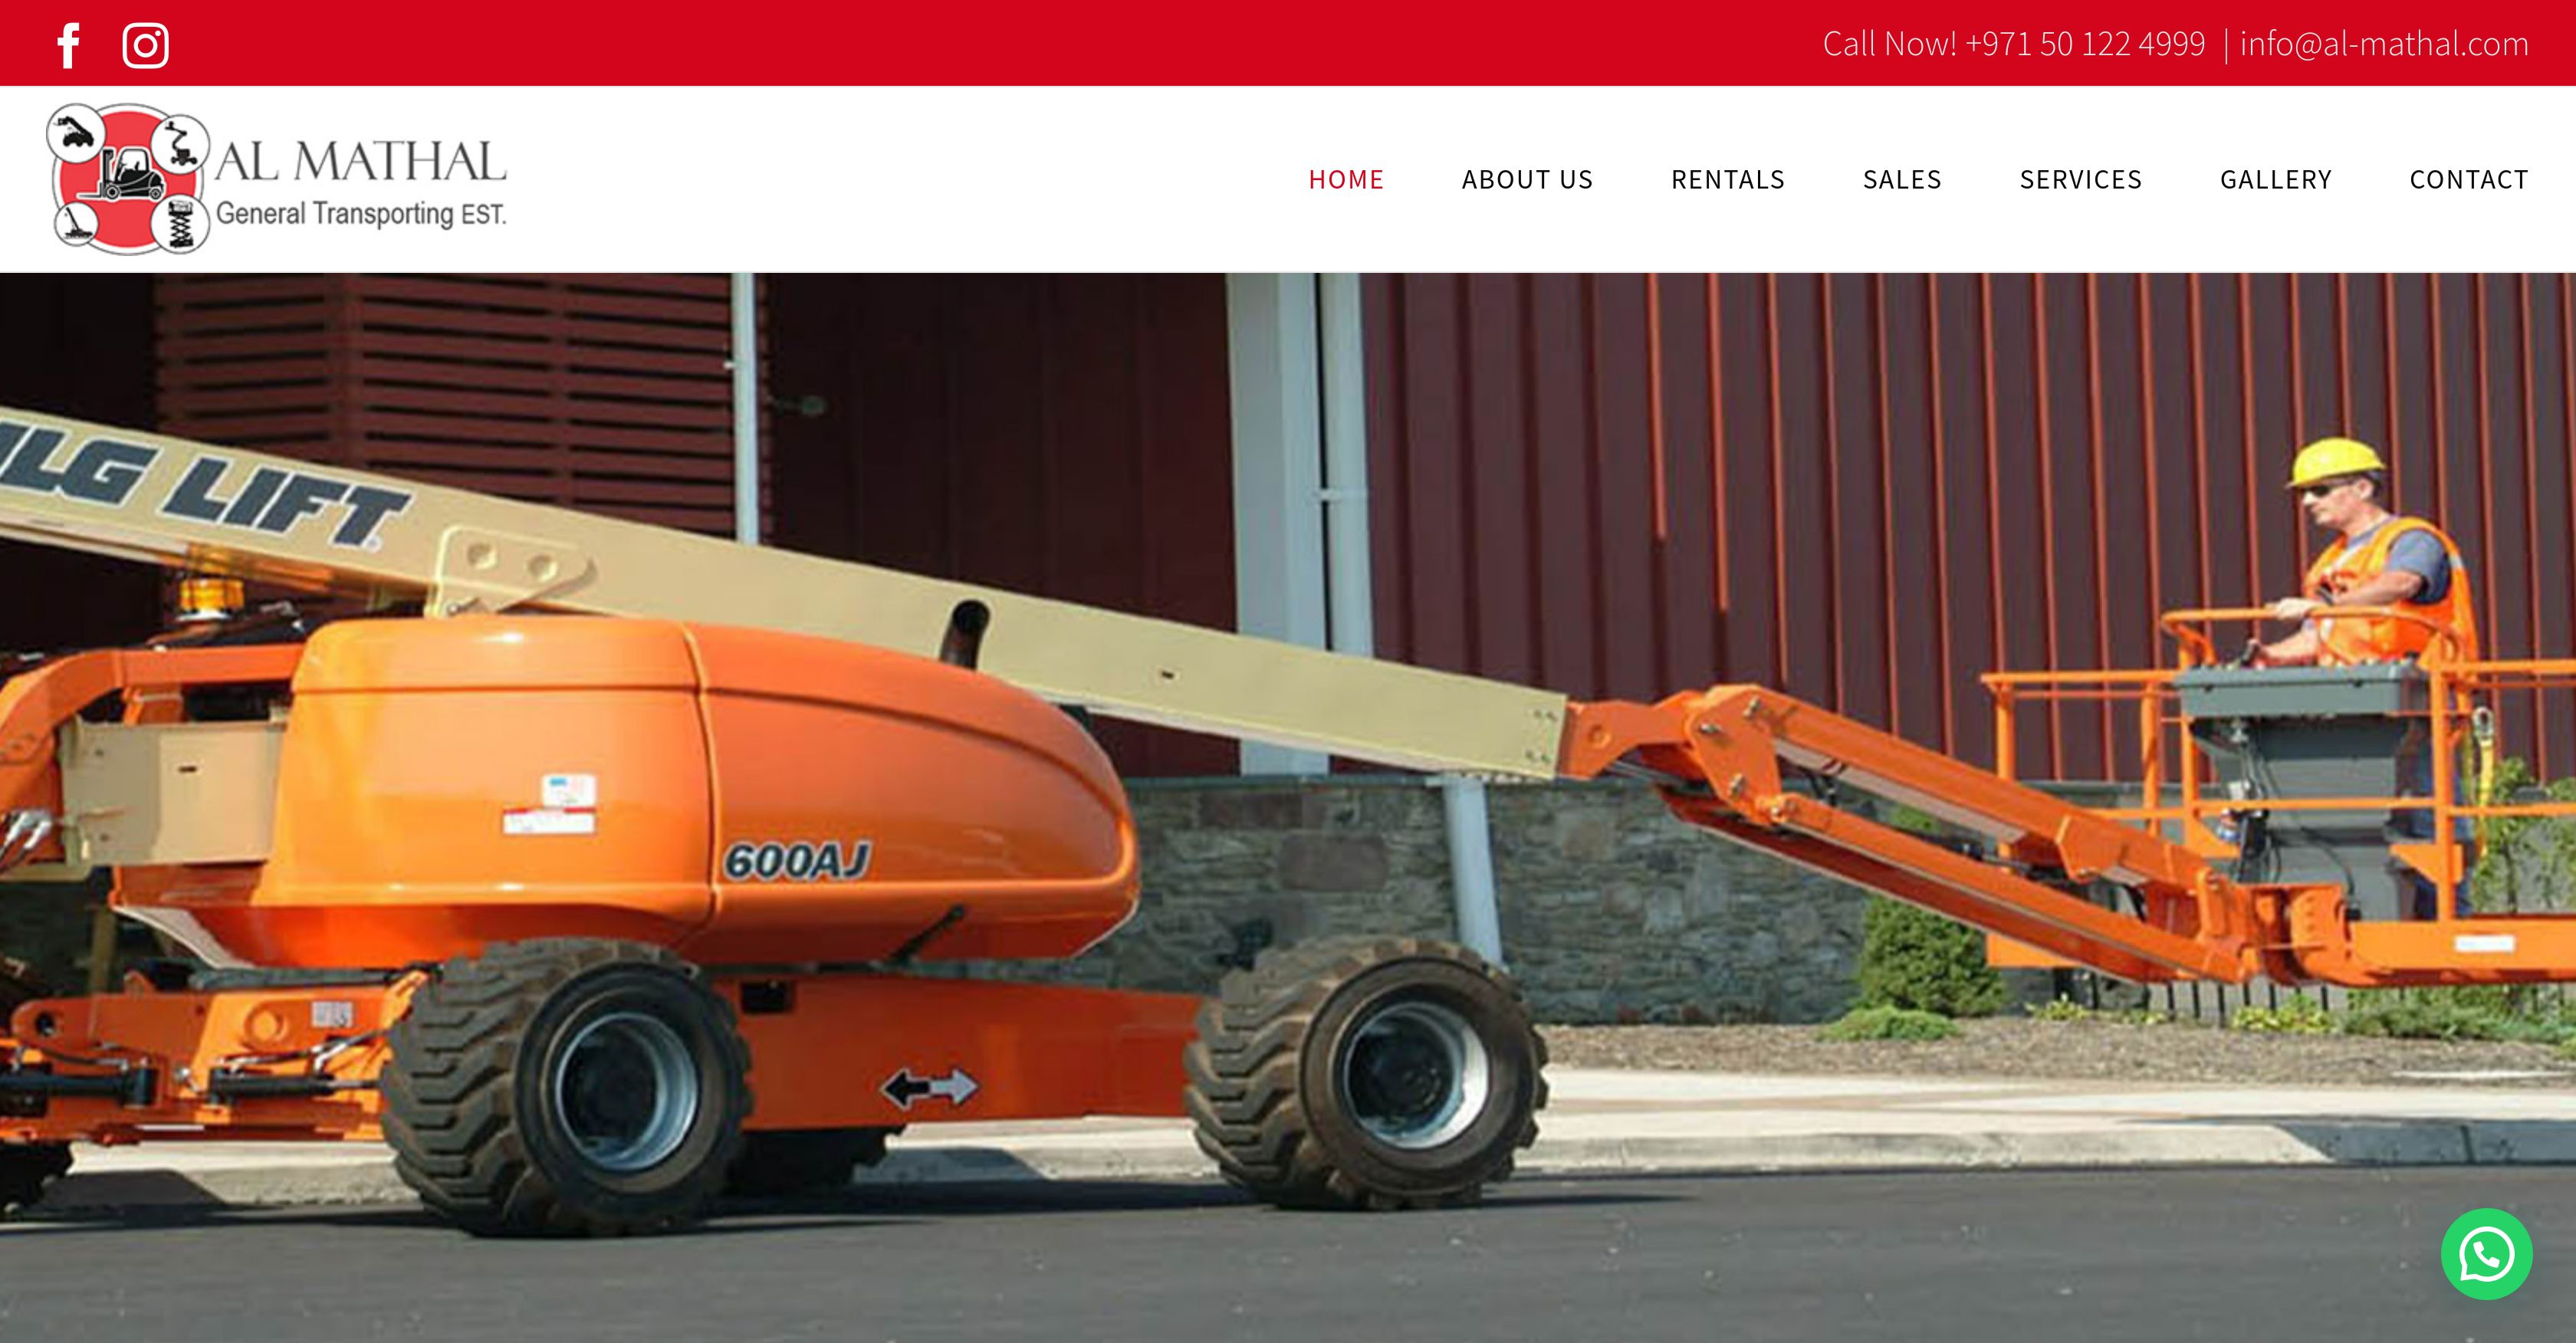 Call Now! +971 50 122 4999 | info@al-mathal.com
AL MATHAL
General Transporting EST.
HOME
ABOUT US
RENTALS
SALES
SERVICES
GALLERY
CONTACT
JLG LIFT
600AJ